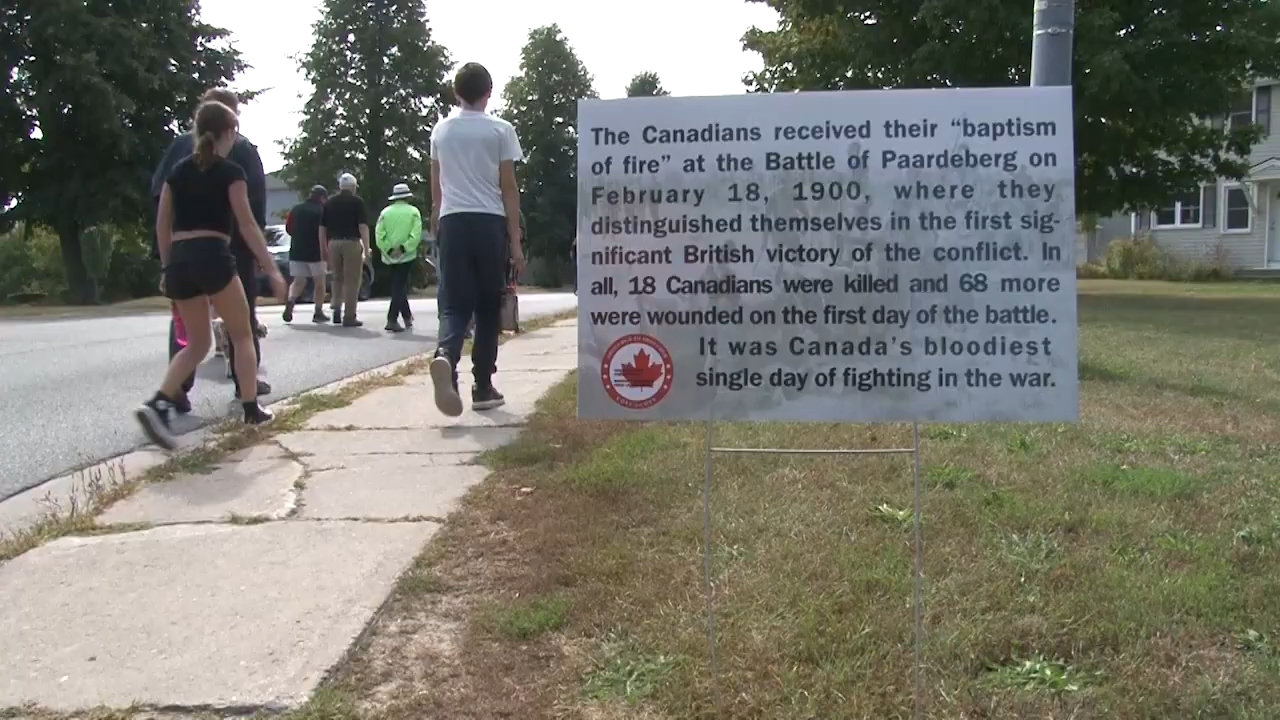 The Canadians received their “baptism
of fire” at the Battle of Paardeberg on
February 18, 1900, where they
distinguished themselves in the first sig-
nificant British victory of the conflict. In
all, 18 Canadians were killed and 68 more
were wounded on the first day of the battle.
It was Canada’s bloodiest
single day of fighting in the war.